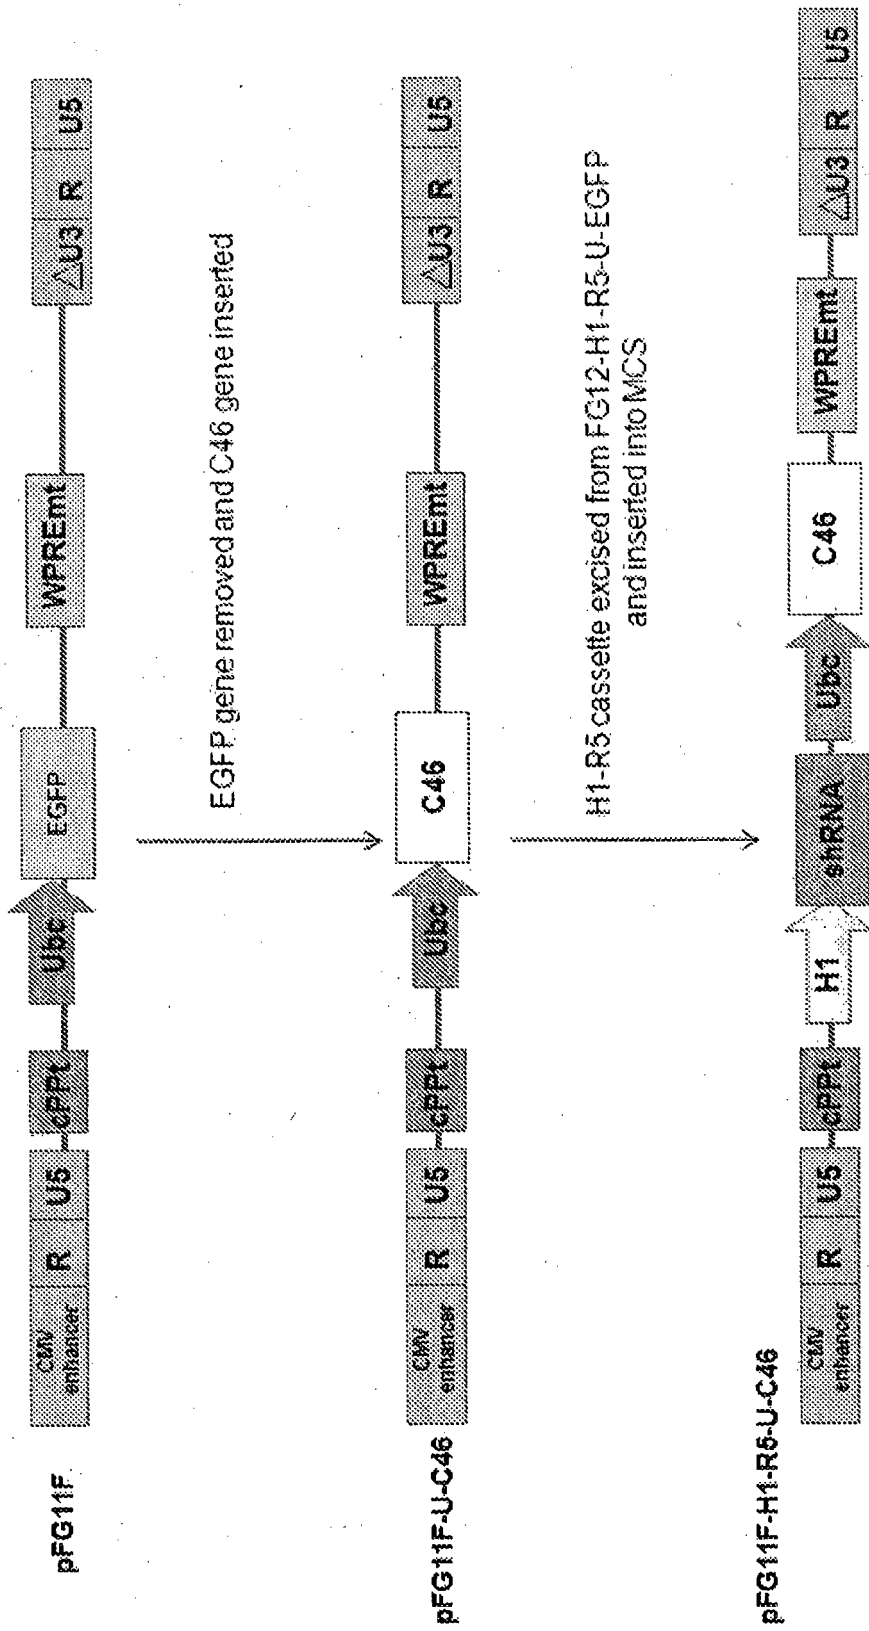 pFG11F
CMV
enhancer
R
U5
cPPt
Ubc
EGFP
WPREmt
△U3
R
U5
EGFP gene removed and C46 gene inserted
pFG11F-U-C46
CMV
enhancer
R
U5
cPPt
Ubc
C46
WPREmt
△U3
R
U5
H1-R5 cassette excised from FG12-H1-R5-U-EGFP
and inserted into MCS
pFG11F-H1-R5-U-C46
CMV
enhancer
R
U5
cPPt
H1
shRNA
Ubc
C46
WPREmt
△U3
R
U5